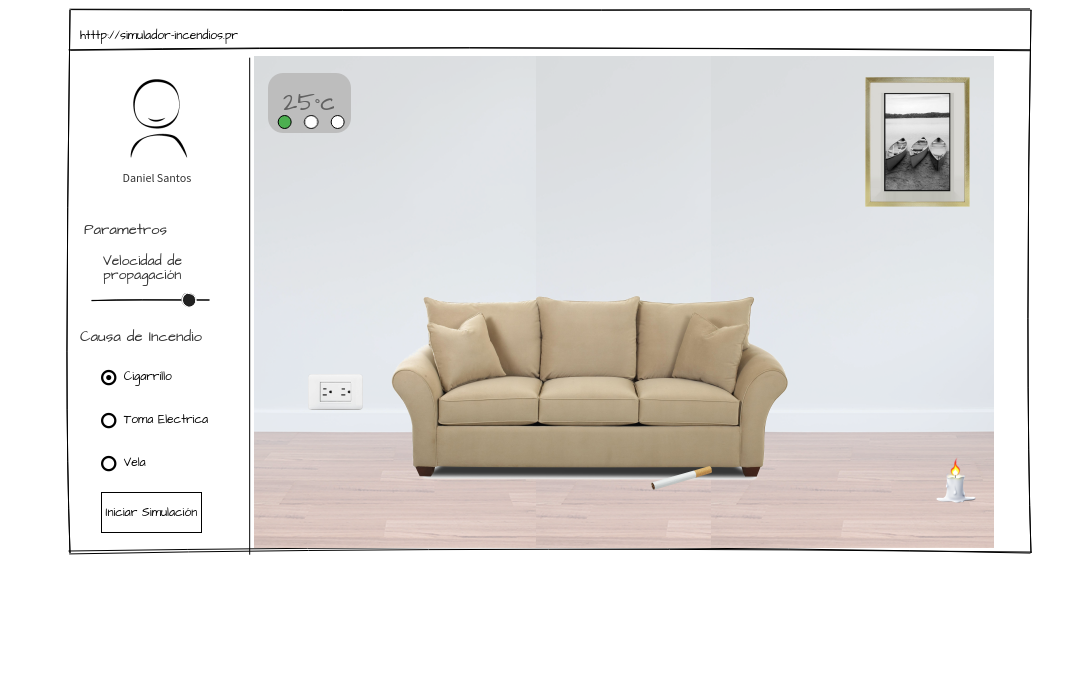 htttp://simulador-incendios.pr
25°c
Daniel Santos
Parametros
Velocidad de
propagación
Causa de Incendio
Cigarrillo
Toma Electrica
Vela
Iniciar Simulación